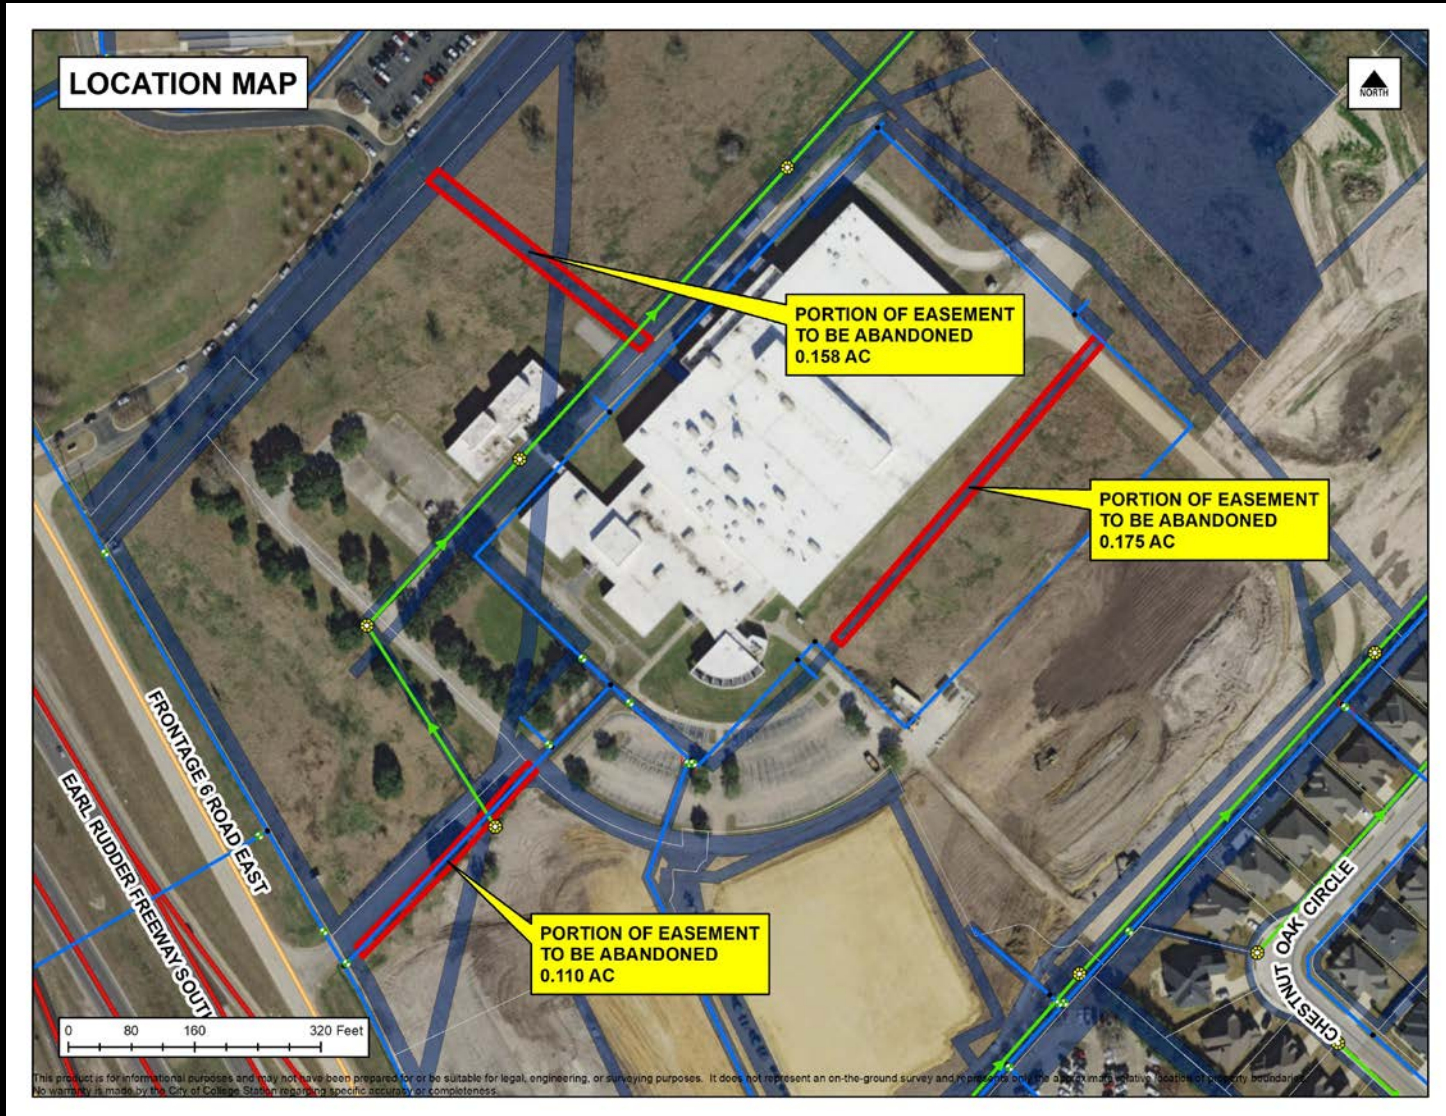 LOCATION MAP
NORTH
PORTION OF EASEMENT
TO BE ABANDONED
0.158 AC
PORTION OF EASEMENT
TO BE ABANDONED
0.175 AC
FRONTAGE 6 ROAD EAST
EARL RUDDER FREEWAY SOUT
PORTION OF EASEMENT
TO BE ABANDONED
0.110 AC
CHESTNUT OAK CIRCLE
0 80 160 320 Feet
This product is for informational purposes and may not have been prepared for or be suitable for legal, engineering, or surveying purposes. It does not represent an on-the-ground survey and represents only the approximate relative location of property boundaries.
No warranty is made by the City of College Station regarding specific accuracy or completeness.